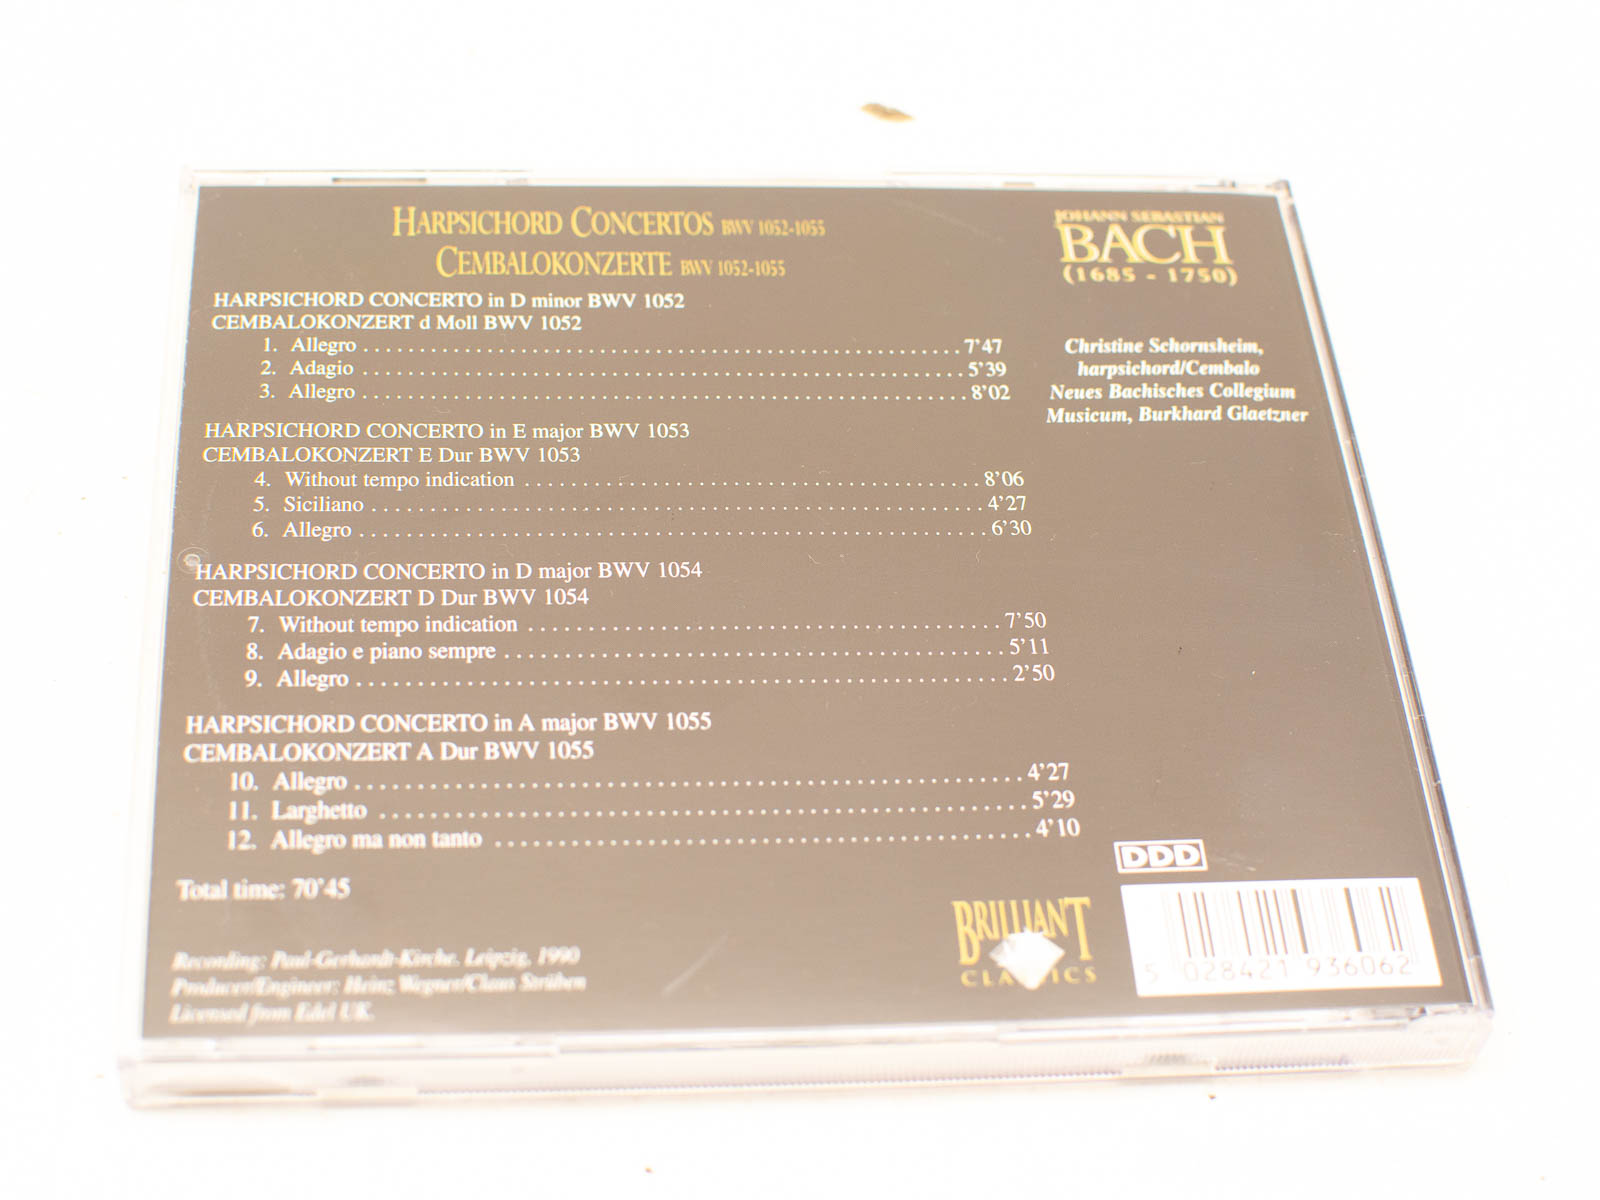 HARPSICHORD CONCERTOS BWV 1052-1055
CEMBALOKONZERTE BWV 1052-1055
HARPSICHORD CONCERTO in D minor BWV 1052
CEMBALOKONZERT d Moll BWV 1052
1. Allegro 7'47
2. Adagio 5'39
3. Allegro 8'02
HARPSICHORD CONCERTO in E major BWV 1053
CEMBALOKONZERT E Dur BWV 1053
4. Without tempo indication 8'06
5. Siciliano 4'27
6. Allegro 6'30
HARPSICHORD CONCERTO in D major BWV 1054
CEMBALOKONZERT D Dur BWV 1054
7. Without tempo indication 7'50
8. Adagio e piano sempre 5'11
9. Allegro 2'50
HARPSICHORD CONCERTO in A major BWV 1055
CEMBALOKONZERT A Dur BWV 1055
10. Allegro 4'27
11. Larghetto 5'29
12. Allegro ma non tanto 4'10
Total time: 70'45
Recording: Paul-Gerhardt-Kirche, Leipzig, 1990
Producer/Engineer: Heinz Wegner/Claus Strüben
Licensed from Edel UK.
JOHANN SEBASTIAN
BACH
(1685 - 1750)
Christine Schornsheim,
harpsichord/Cembalo
Neues Bachisches Collegium
Musicum, Burkhard Glaetzner
DDD
BRILLIANT
CLASSICS
5 028421 936062